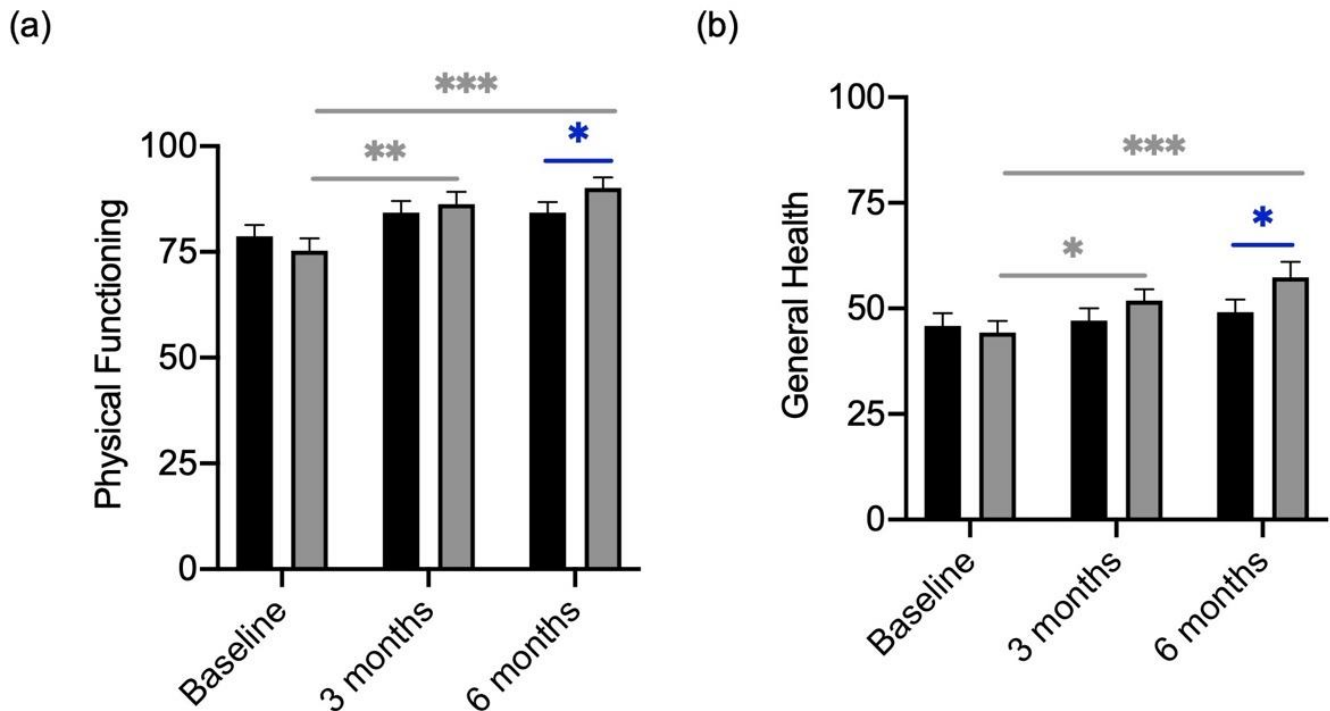 (a)
***
**
*
100
75
50
25
0
Physical Functioning
Baseline
3 months
6 months
(b)
***
*
*
100
75
50
25
0
General Health
Baseline
3 months
6 months